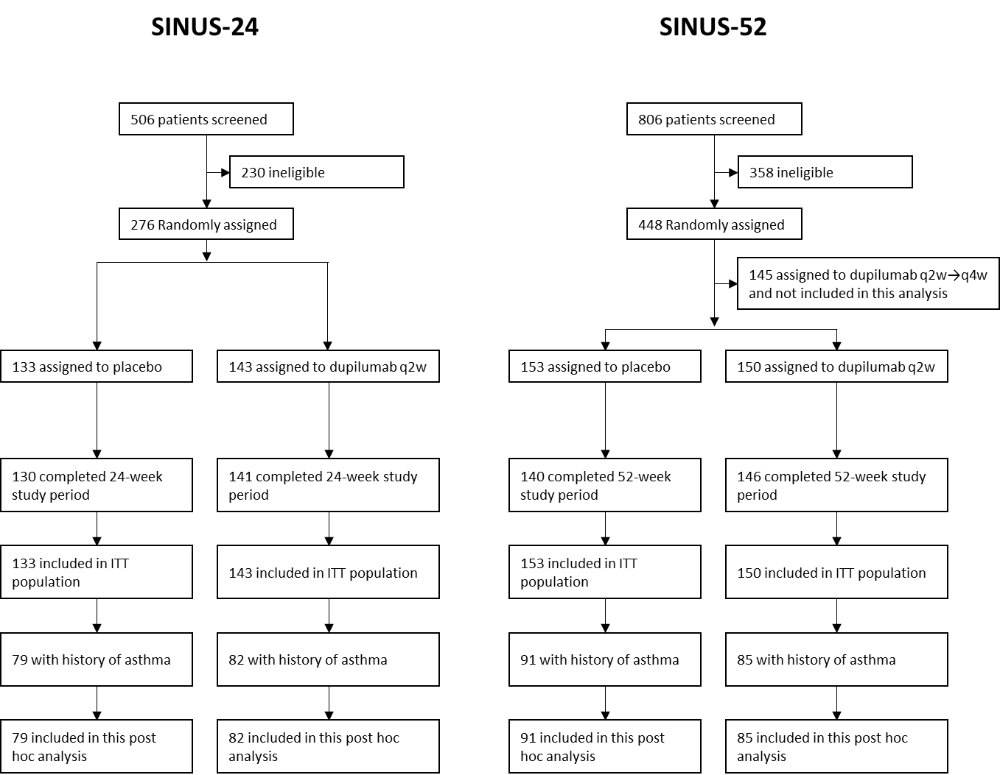 SINUS-24
506 patients screened
230 ineligible
276 Randomly assigned
133 assigned to placebo
143 assigned to dupilumab q2w
130 completed 24-week
study period
141 completed 24-week study
period
133 included in ITT
population
143 included in ITT population
79 with history of asthma
82 with history of asthma
79 included in this post
hoc analysis
82 included in this post hoc
analysis
SINUS-52
806 patients screened
358 ineligible
448 Randomly assigned
145 assigned to dupilumab q2w→q4w
and not included in this analysis
153 assigned to placebo
150 assigned to dupilumab q2w
140 completed 52-week
study period
146 completed 52-week study
period
153 included in ITT
population
150 included in ITT population
91 with history of asthma
85 with history of asthma
91 included in this post
hoc analysis
85 included in this post hoc
analysis